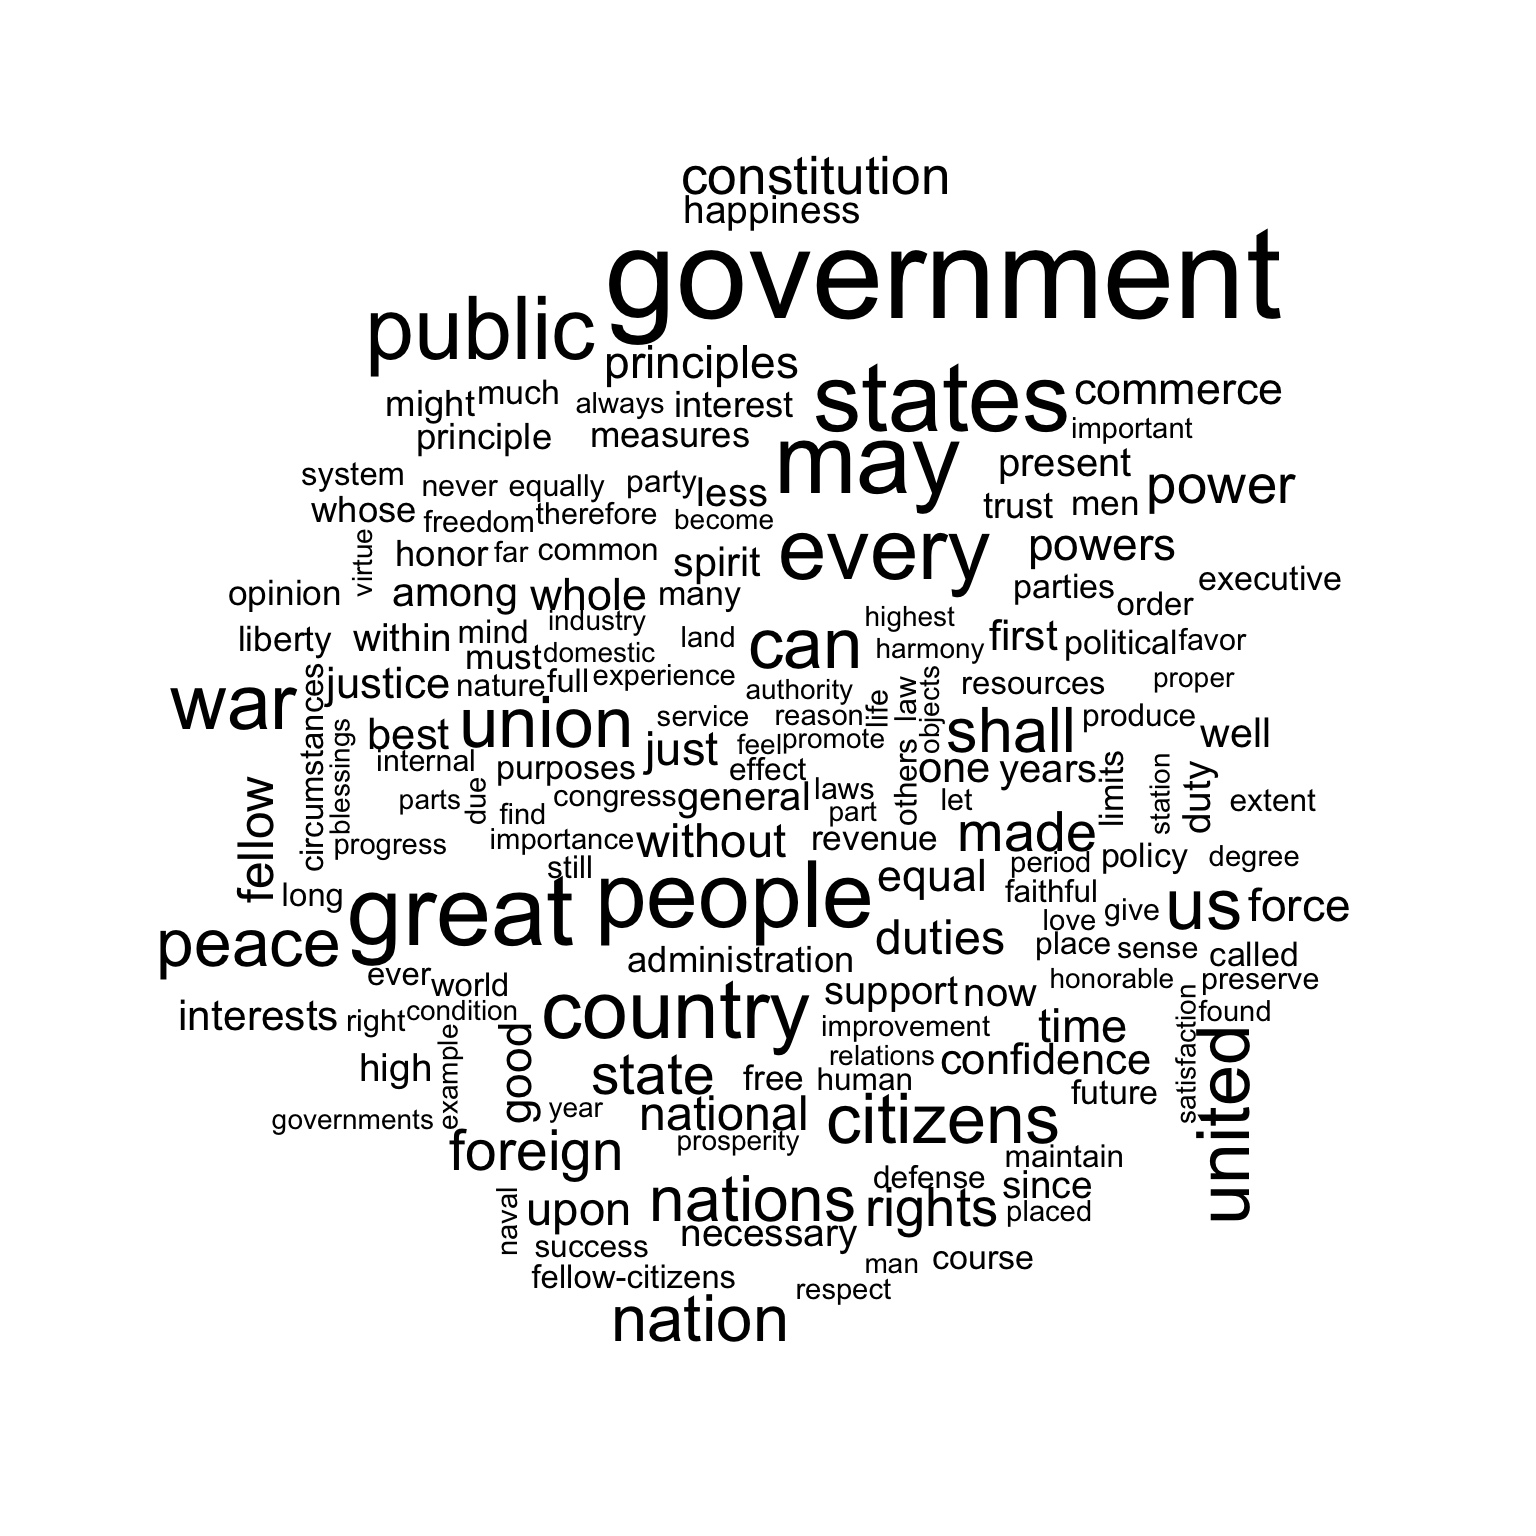 constitution
happiness
government
public
principles
states commerce
might much always interest
important
principle measures
may
system never equally party less present power
whose freedom therefore become trust men
virtue honor far common spirit every powers
opinion among whole many parties order executive
industry highest
liberty within mind land can harmony first political favor
must domestic
war circumstances justice nature full experience authority resources proper
blessings best union service reason life law objects shall produce well
internal purposes just feel promote
effect others one years limits station duty
fellow parts due find congress general laws part let extent
progress importance without revenue made
still period policy degree
long great people equal faithful us force
love give
peace administration duties place sense called
ever world honorable preserve
interests right condition country support now satisfaction found
improvement time
high example good state relations confidence united
free human future
governments year national citizens
foreign prosperity maintain
defense since
naval upon nations rights placed
success necessary
man course
fellow-citizens respect
nation